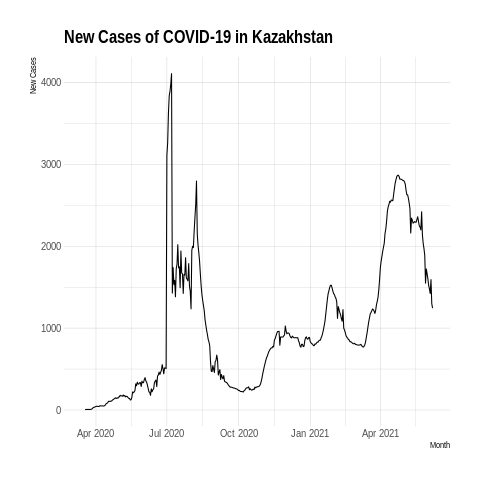 New Cases of COVID-19 in Kazakhstan
New Cases
4000
3000
2000
1000
0
Apr 2020 Jul 2020 Oct 2020 Jan 2021 Apr 2021
Month